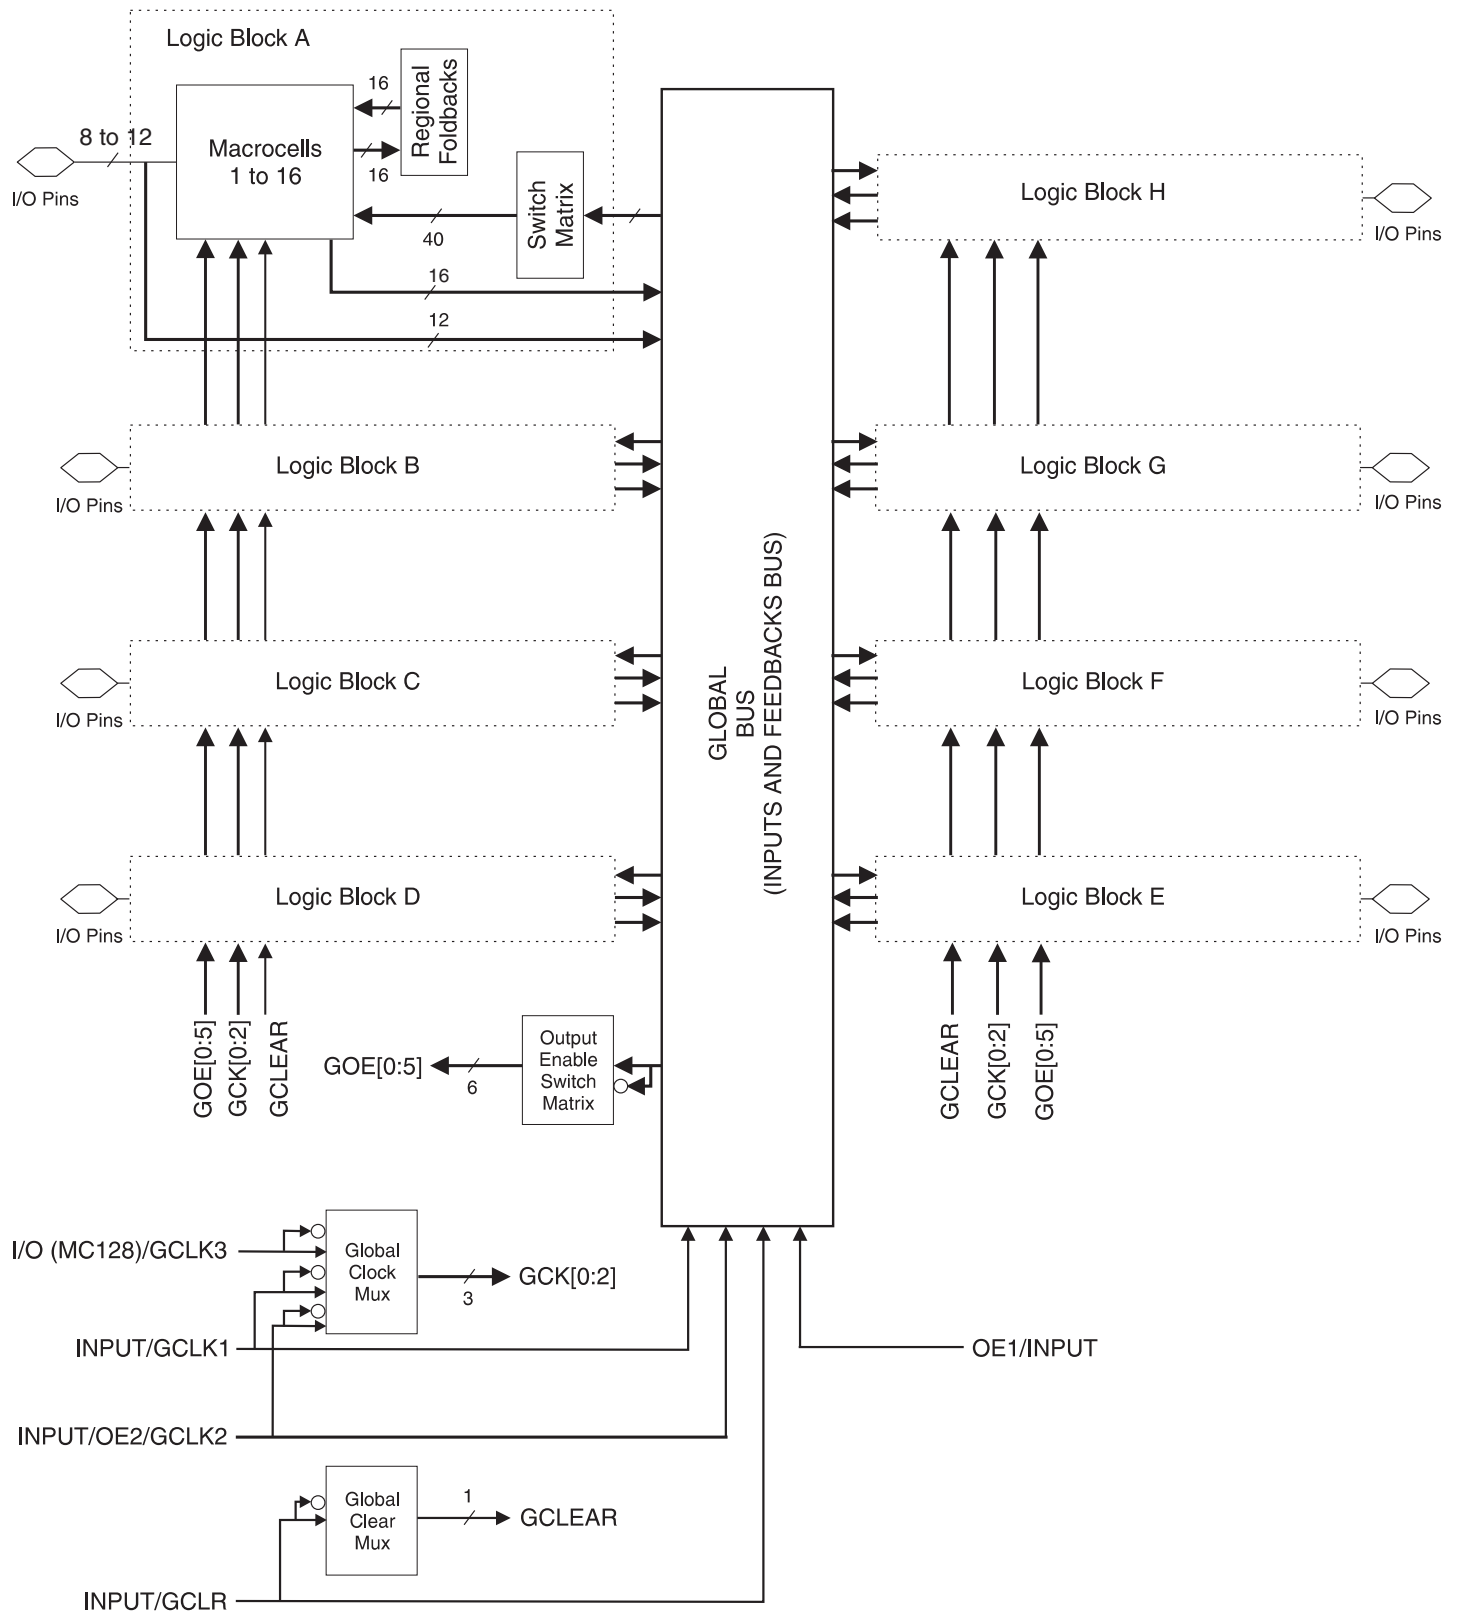 Logic Block A
Regional
Foldbacks
16
16
8 to 12
Macrocells
1 to 16
I/O Pins
Switch
Matrix
40
16
12
Logic Block H
I/O Pins
Logic Block B
I/O Pins
Logic Block G
I/O Pins
GLOBAL
BUS
(INPUTS AND FEEDBACKS BUS)
Logic Block C
I/O Pins
Logic Block F
I/O Pins
Logic Block D
I/O Pins
Logic Block E
I/O Pins
GOE[0:5]
GCK[0:2]
GCLEAR
GOE[0:5]
6
Output
Enable
Switch
Matrix
GCLEAR
GCK[0:2]
GOE[0:5]
I/O (MC128)/GCLK3
Global
Clock
Mux
3
GCK[0:2]
INPUT/GCLK1
OE1/INPUT
INPUT/OE2/GCLK2
Global
Clear
Mux
1
GCLEAR
INPUT/GCLR